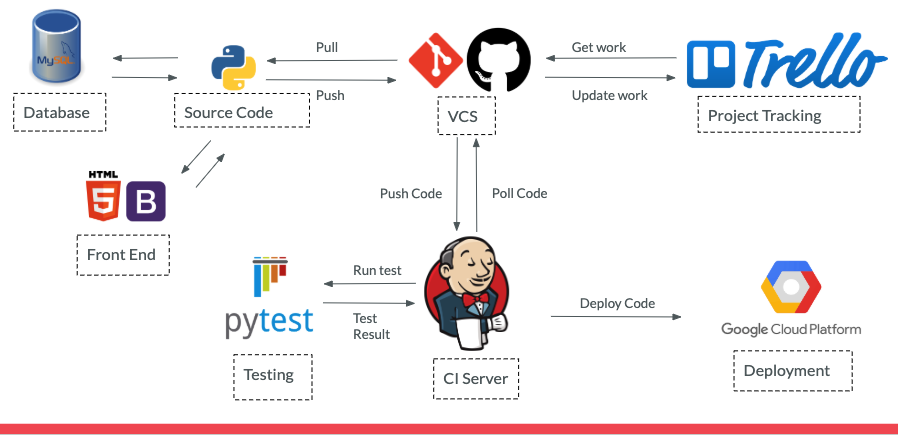 MySQL
Database
Source Code
Pull
Push
VCS
Get work
Update work
Trello
Project Tracking
HTML
5
B
Front End
Push Code
Poll Code
Run test
Test
Result
pytest
Testing
CI Server
Deploy Code
Google Cloud Platform
Deployment